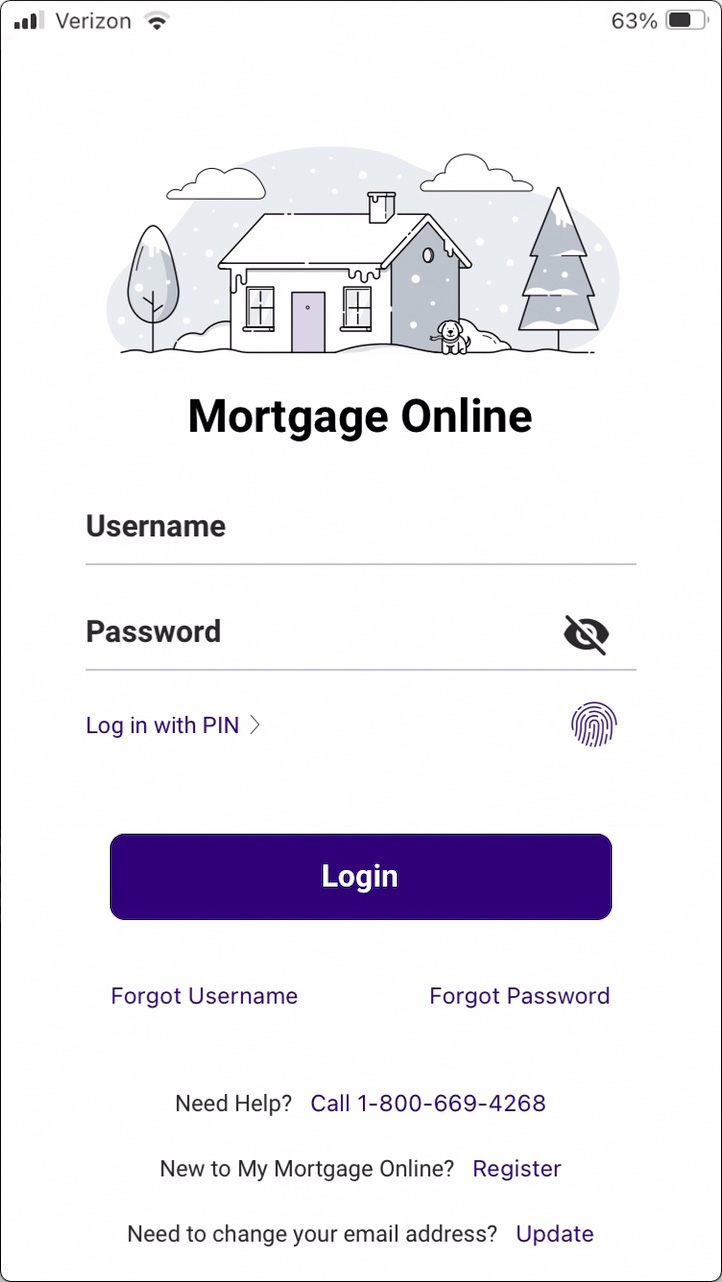 Verizon 63%
Mortgage Online
Username
Password
Log in with PIN
Login
Forgot Username Forgot Password
Need Help? Call 1-800-669-4268
New to My Mortgage Online? Register
Need to change your email address? Update